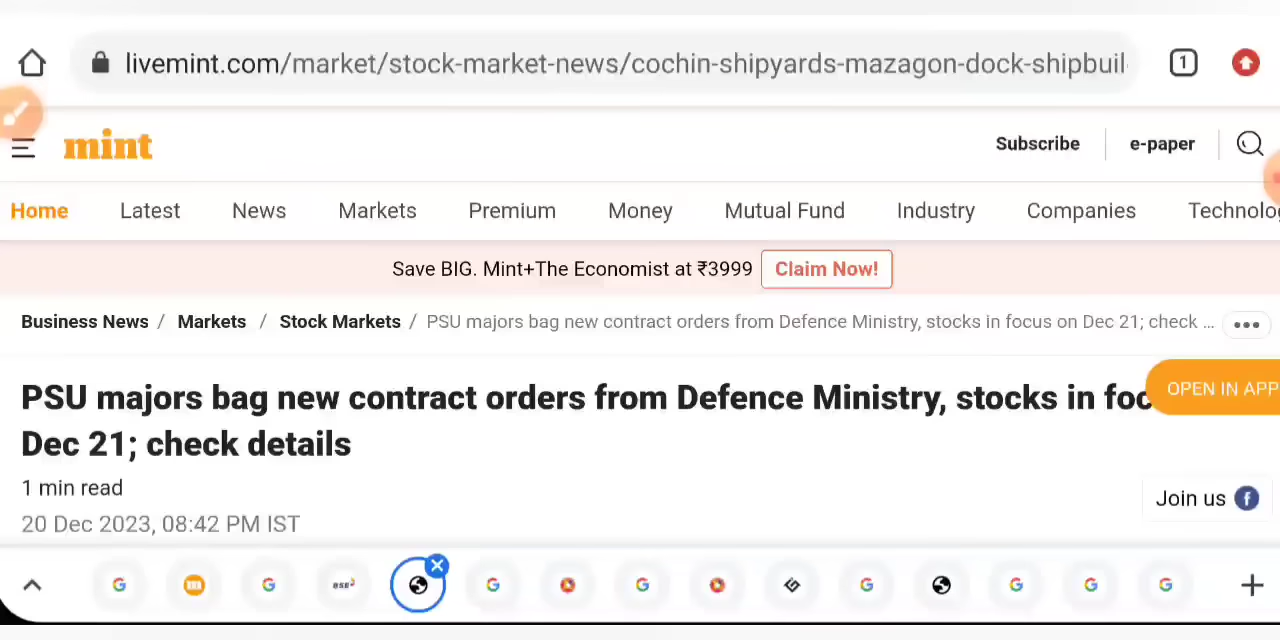 livemint.com/market/stock-market-news/cochin-shipyards-mazagon-dock-shipbuil
1
mint
Subscribe
e-paper
Home Latest News Markets Premium Money Mutual Fund Industry Companies Technolo
Save BIG. Mint+The Economist at ₹3999 Claim Now!
Business News / Markets / Stock Markets / PSU majors bag new contract orders from Defence Ministry, stocks in focus on Dec 21; check ...
PSU majors bag new contract orders from Defence Ministry, stocks in foc
OPEN IN APP
Dec 21; check details
1 min read
Join us
20 Dec 2023, 08:42 PM IST
BSE